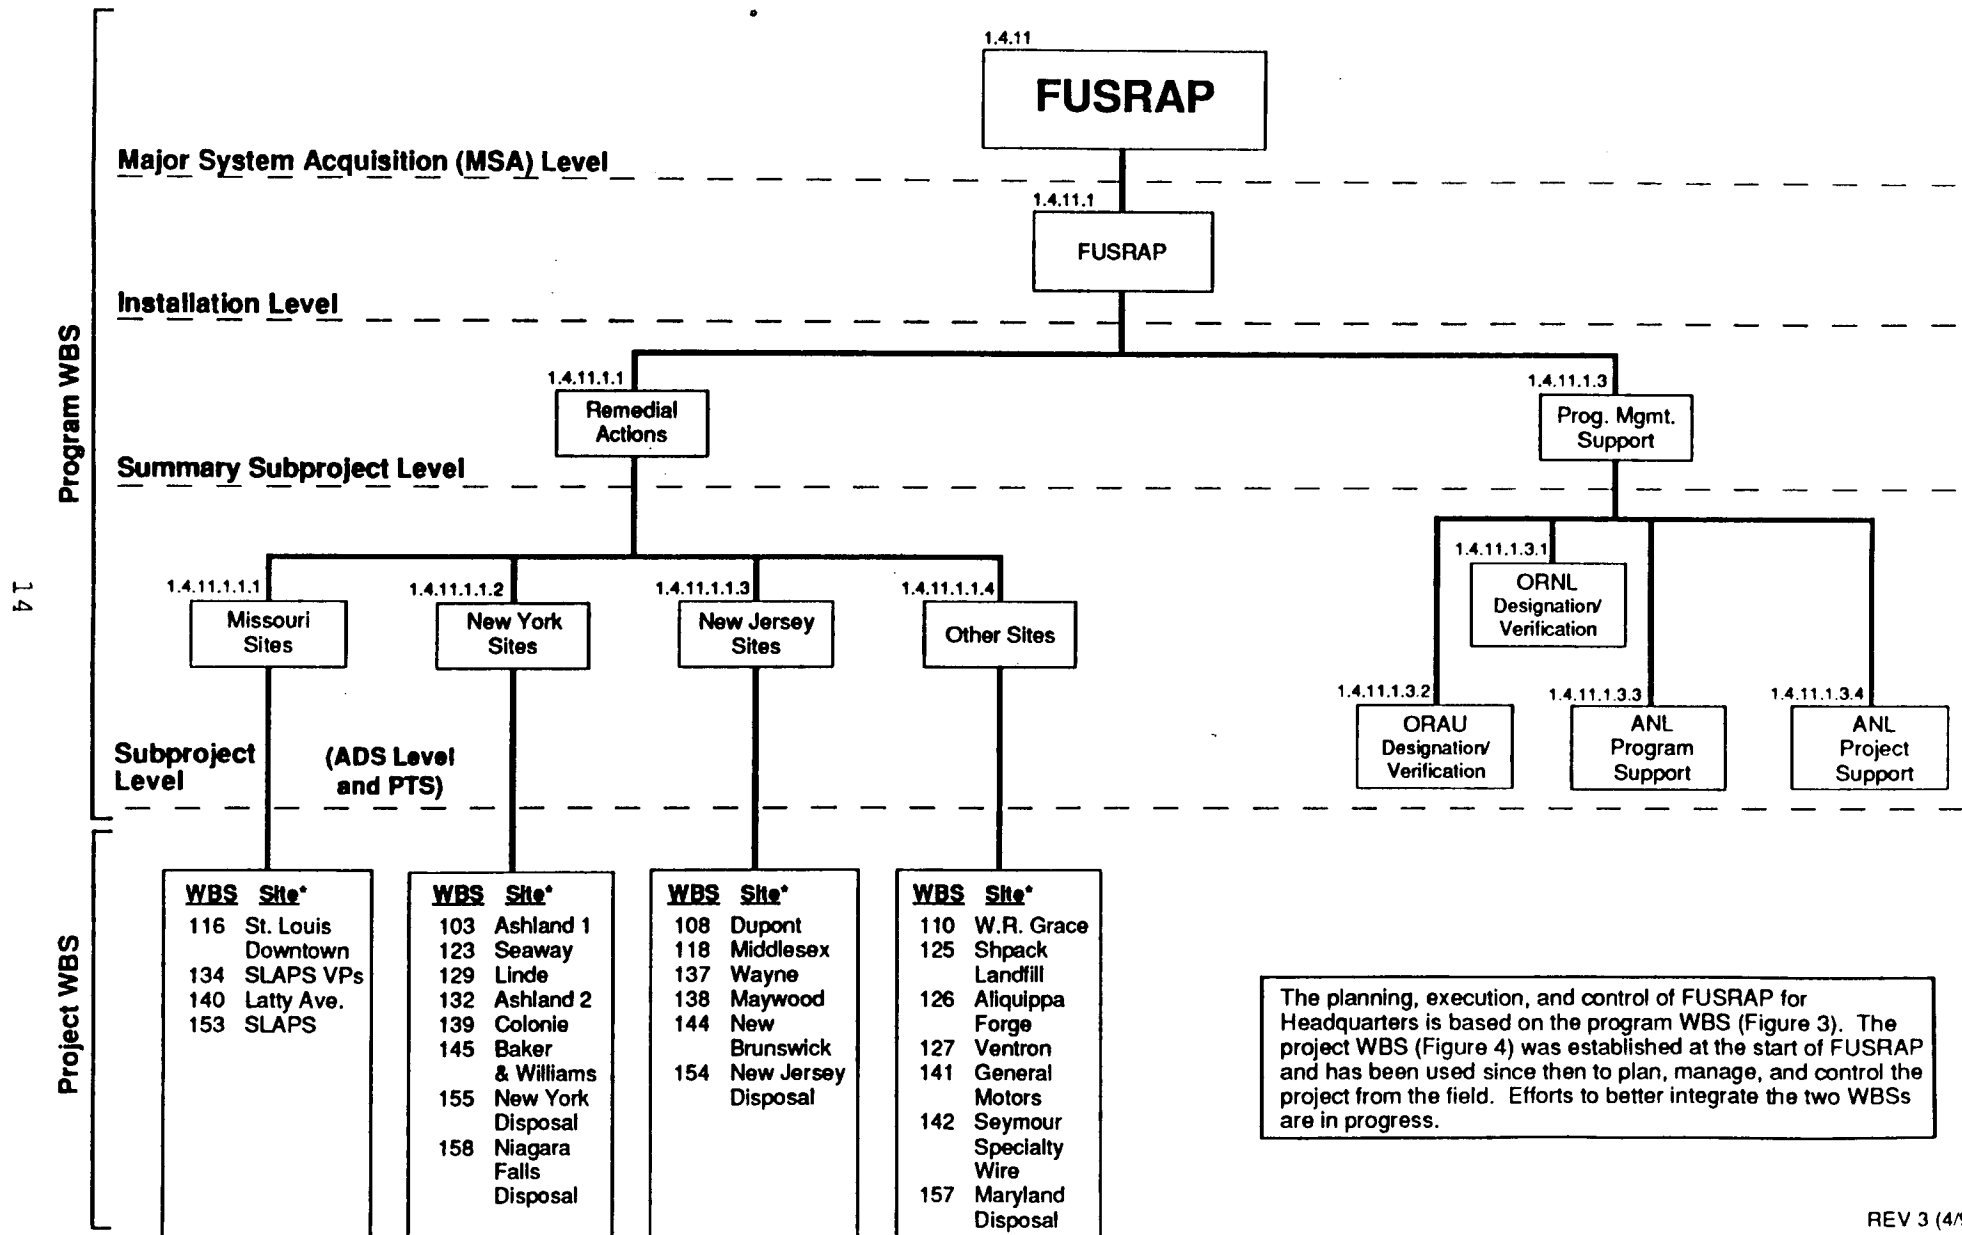 1.4.11
FUSRAP
Major System Acquisition (MSA) Level
1.4.11.1
FUSRAP
Installation Level
Program WBS
1.4.11.1.1
Remedial
Actions
1.4.11.1.3
Prog. Mgmt.
Support
Summary Subproject Level
14
1.4.11.1.1.1
Missouri
Sites
1.4.11.1.1.2
New York
Sites
1.4.11.1.1.3
New Jersey
Sites
1.4.11.1.1.4
Other Sites
1.4.11.1.3.1
ORNL
Designation/
Verification
1.4.11.1.3.2
ORAU
Designation/
Verification
1.4.11.1.3.3
ANL
Program
Support
1.4.11.1.3.4
ANL
Project
Support
Subproject
Level
(ADS Level
and PTS)
Project WBS
WBS Site*
116 St. Louis
Downtown
134 SLAPS VPs
140 Latty Ave.
153 SLAPS
WBS Site*
103 Ashland 1
123 Seaway
129 Linde
132 Ashland 2
139 Colonie
145 Baker
& Williams
155 New York
Disposal
158 Niagara
Falls
Disposal
WBS Site*
108 Dupont
118 Middlesex
137 Wayne
138 Maywood
144 New
Brunswick
154 New Jersey
Disposal
WBS Site*
110 W.R. Grace
125 Shpack
Landfill
126 Aliquippa
Forge
127 Ventron
141 General
Motors
142 Seymour
Specialty
Wire
157 Maryland
Disposal
The planning, execution, and control of FUSRAP for
Headquarters is based on the program WBS (Figure 3). The
project WBS (Figure 4) was established at the start of FUSRAP
and has been used since then to plan, manage, and control the
project from the field. Efforts to better integrate the two WBSs
are in progress.
REV 3 (4/9